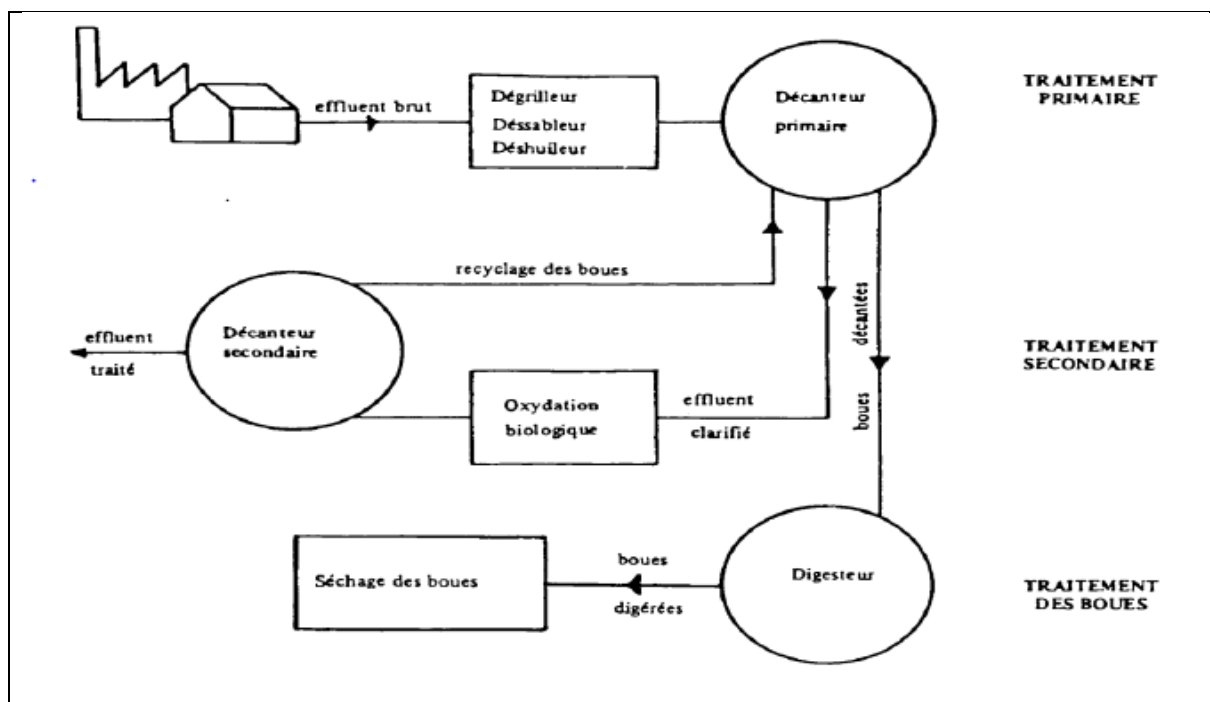 effluent brut
Dégrilleur
Déssableur
Déshuileur
Décanteur
primaire
TRAITEMENT
PRIMAIRE
recyclage des boues
effluent
traité
Décanteur
secondaire
Oxydation
biologique
effluent
clarifié
boues décantées
TRAITEMENT
SECONDAIRE
Séchage des boues
boues
digérées
Digesteur
TRAITEMENT
DES BOUES